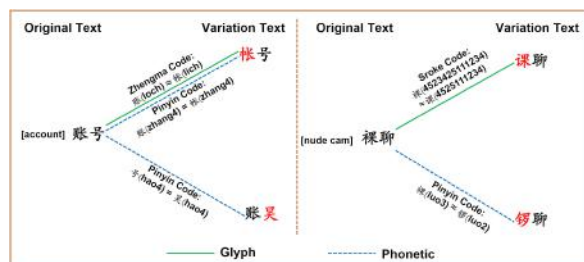 Original Text
Variation Text
帐号
Zhengma Code:
账(loch) ≈ 帐(lich)
Pinyin Code:
账(zhang4) = 帐(zhang4)
[account] 账号
Pinyin Code:
号(hao4) = 昊(hao4)
账昊
Original Text
Variation Text
课聊
Sroke Code:
裸(4523425111234)
≈ 课(4525111234)
[nude cam] 裸聊
Pinyin Code:
裸(luo3) ≈ 锣(luo2)
锣聊
Glyph
Phonetic